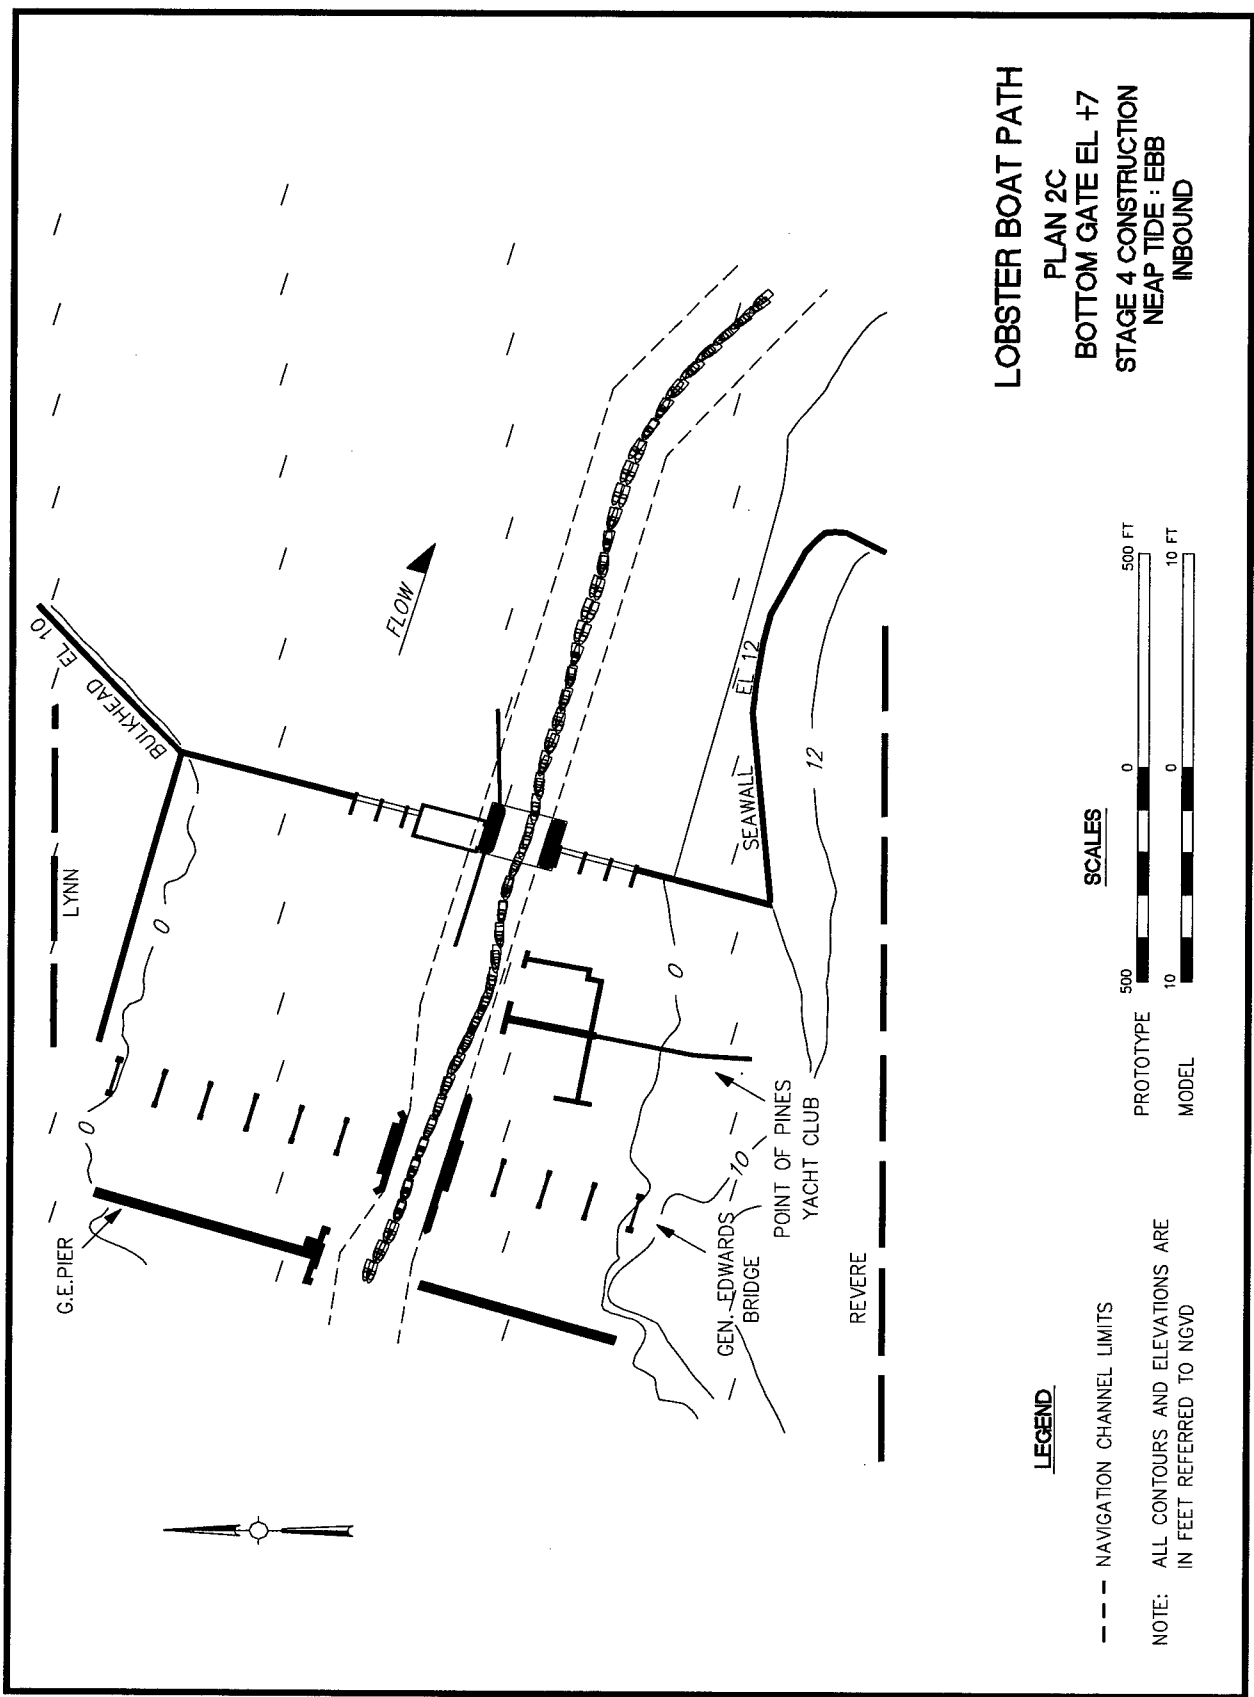 LYNN
BULKHEAD EL 10
0
0
G.E.PIER
FLOW
SEAWALL EL 12
12
0
10
GEN. EDWARDS
BRIDGE
POINT OF PINES
YACHT CLUB
REVERE
LOBSTER BOAT PATH
PLAN 2C
BOTTOM GATE EL +7
STAGE 4 CONSTRUCTION
NEAP TIDE : EBB
INBOUND
LEGEND
NAVIGATION CHANNEL LIMITS
NOTE: ALL CONTOURS AND ELEVATIONS ARE
IN FEET REFERRED TO NGVD
SCALES
PROTOTYPE 500 0 500 FT
MODEL 10 0 10 FT